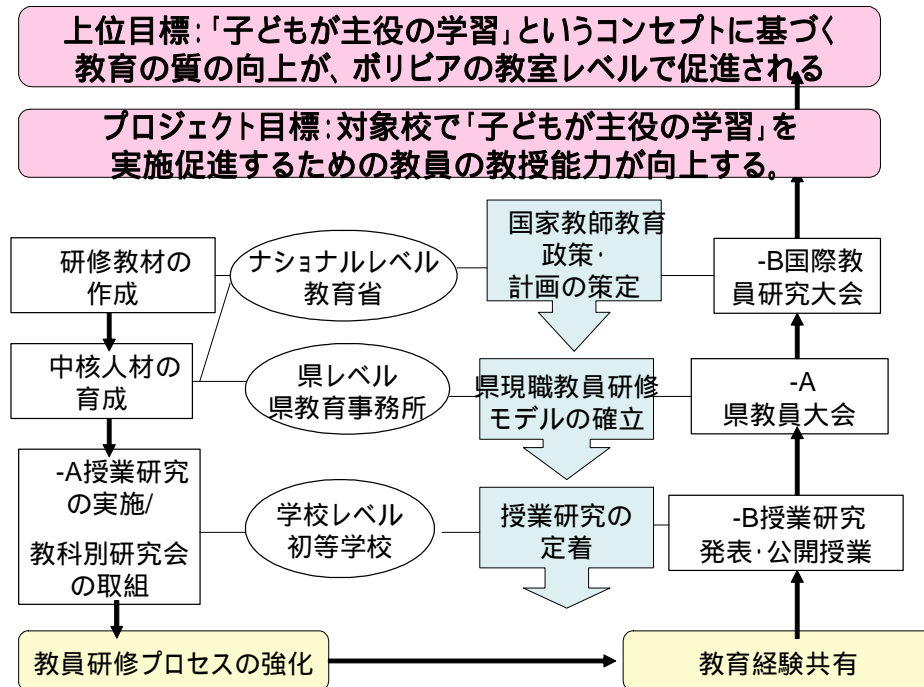 上位目標:「子どもが主役の学習」というコンセプトに基づく
教育の質の向上が、ボリビアの教室レベルで促進される
プロジェクト目標:対象校で「子どもが主役の学習」を
実施促進するための教員の教授能力が向上する。
研修教材の
作成
ナショナルレベル
教育省
国家教師教育
政策・
計画の策定
-B国際教
員研究大会
中核人材の
育成
県レベル
県教育事務所
県現職教員研修
モデルの確立
-A
県教員大会
-A授業研究
の実施/
教科別研究会
の取組
学校レベル
初等学校
授業研究の
定着
-B授業研究
発表・公開授業
教員研修プロセスの強化
教育経験共有